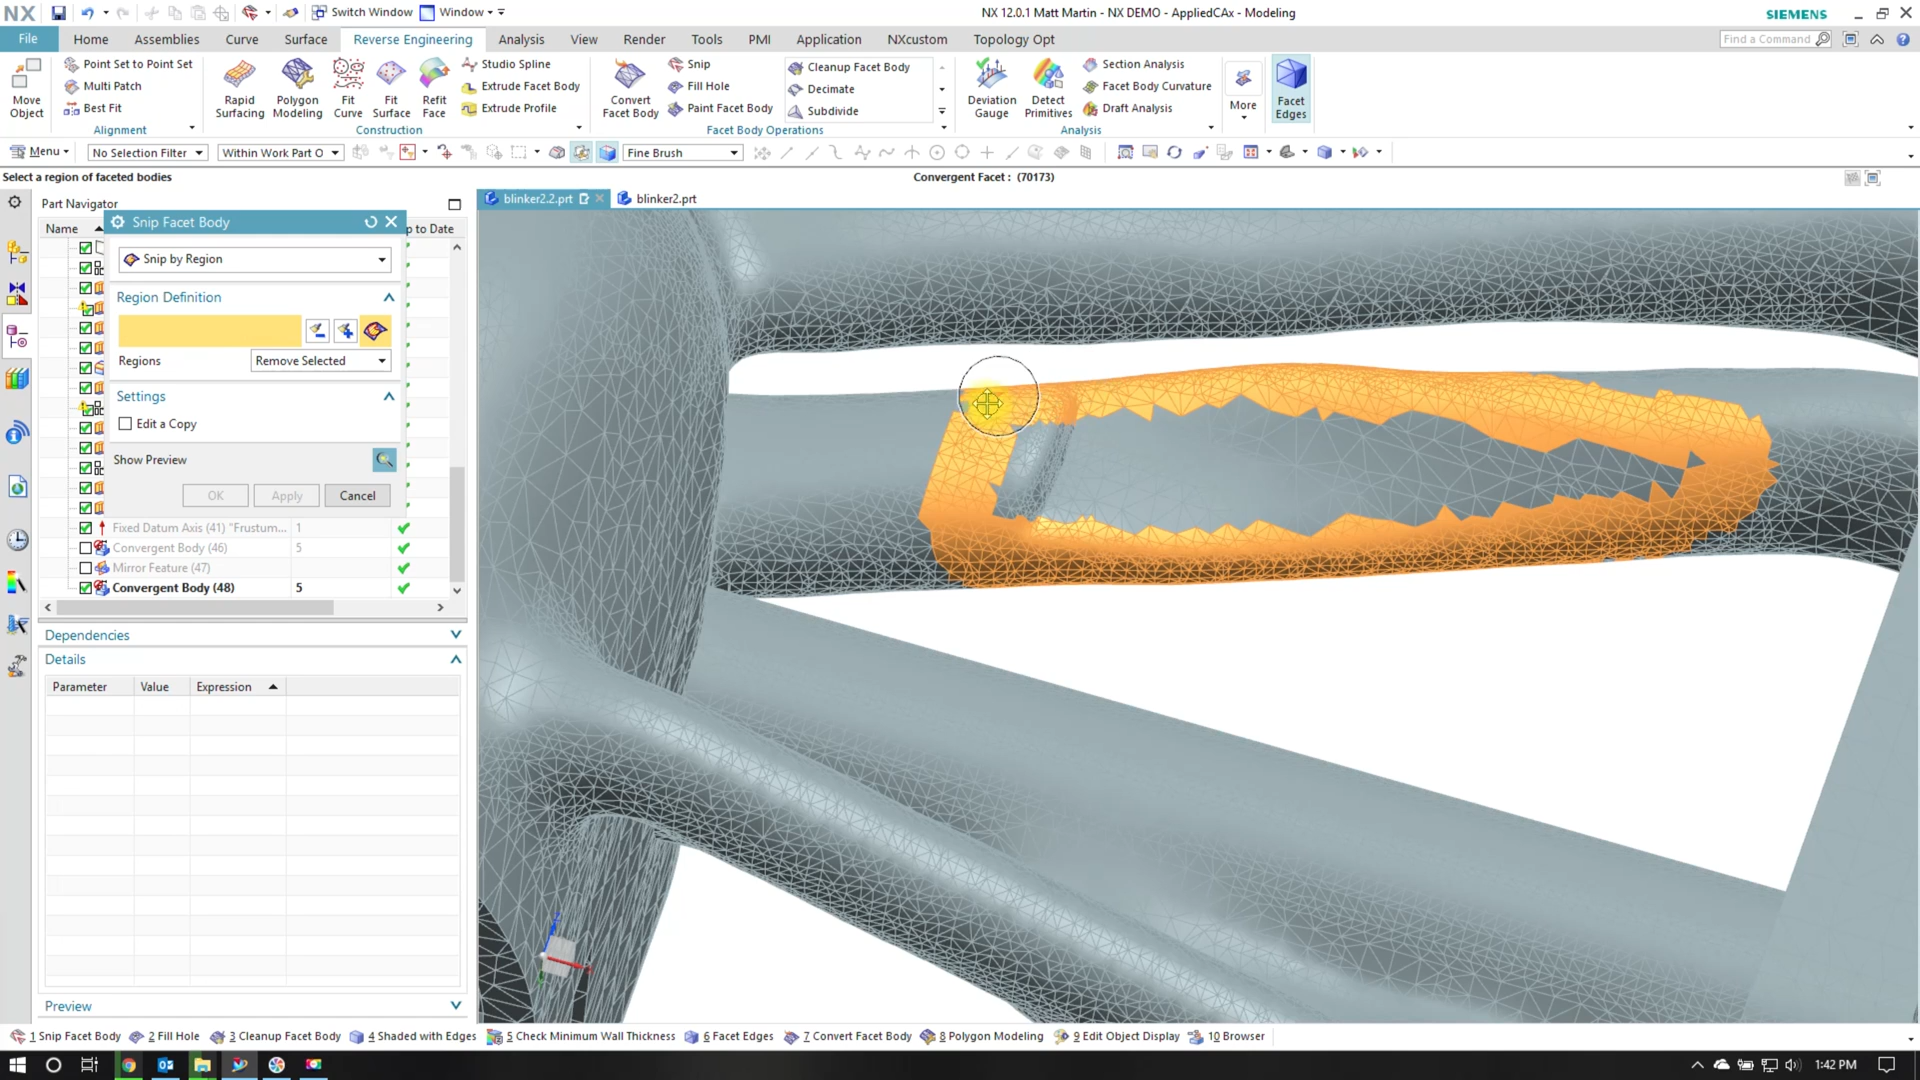 NX
Switch Window
Window
NX 12.0.1 Matt Martin - NX DEMO - AppliedCAx - Modeling
SIEMENS
File
Home
Assemblies
Curve
Surface
Reverse Engineering
Analysis
View
Render
Tools
PMI
Application
NXcustom
Topology Opt
Find a Command
Move Object
Point Set to Point Set
Multi Patch
Best Fit
Alignment
Rapid Surfacing
Polygon Modeling
Fit Curve
Fit Surface
Refit Face
Studio Spline
Extrude Facet Body
Extrude Profile
Construction
Convert Facet Body
Snip
Fill Hole
Paint Facet Body
Cleanup Facet Body
Decimate
Subdivide
Facet Body Operations
Deviation Gauge
Detect Primitives
Section Analysis
Facet Body Curvature
Draft Analysis
Analysis
More
Facet Edges
Menu
No Selection Filter
Within Work Part O
Fine Brush
Select a region of faceted bodies
Convergent Facet : (70173)
Part Navigator
blinker2.2.prt
blinker2.prt
Name
p to Date
Snip Facet Body
Snip by Region
Region Definition
Regions
Remove Selected
Settings
Edit a Copy
Show Preview
OK
Apply
Cancel
Fixed Datum Axis (41) "Frustum... 1
Convergent Body (46) 5
Mirror Feature (47)
Convergent Body (48) 5
Dependencies
Details
Parameter Value Expression
Preview
1 Snip Facet Body
2 Fill Hole
3 Cleanup Facet Body
4 Shaded with Edges
5 Check Minimum Wall Thickness
6 Facet Edges
7 Convert Facet Body
8 Polygon Modeling
9 Edit Object Display
10 Browser
1:42 PM